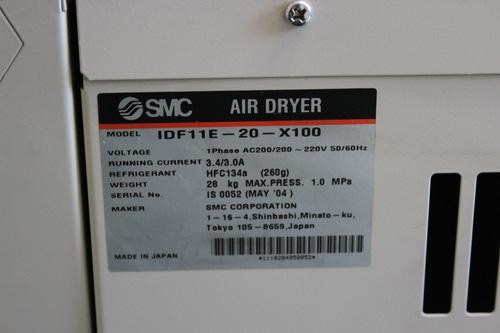 SMC AIR DRYER
MODEL IDF11E-20-X100
VOLTAGE 1Phase AC200/200~220V 50/60Hz
RUNNING CURRENT 3.4/3.0A
REFRIGERANT HFC134a (260g)
WEIGHT 28 kg MAX.PRESS. 1.0 MPa
SERIAL No. IS 0052 (MAY '04)
MAKER SMC CORPORATION
1-16-4,Shinbashi,Minato-ku,
Tokyo 105-8659,Japan
MADE IN JAPAN